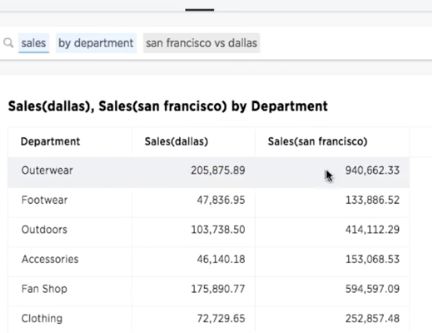 sales by department san francisco vs dallas
Sales(dallas), Sales(san francisco) by Department
Department Sales(dallas) Sales(san francisco)
Outerwear 205,875.89 940,662.33
Footwear 47,836.95 133,886.52
Outdoors 103,738.50 414,112.29
Accessories 46,140.18 153,068.53
Fan Shop 175,890.77 594,597.09
Clothing 72,729.65 252,857.48